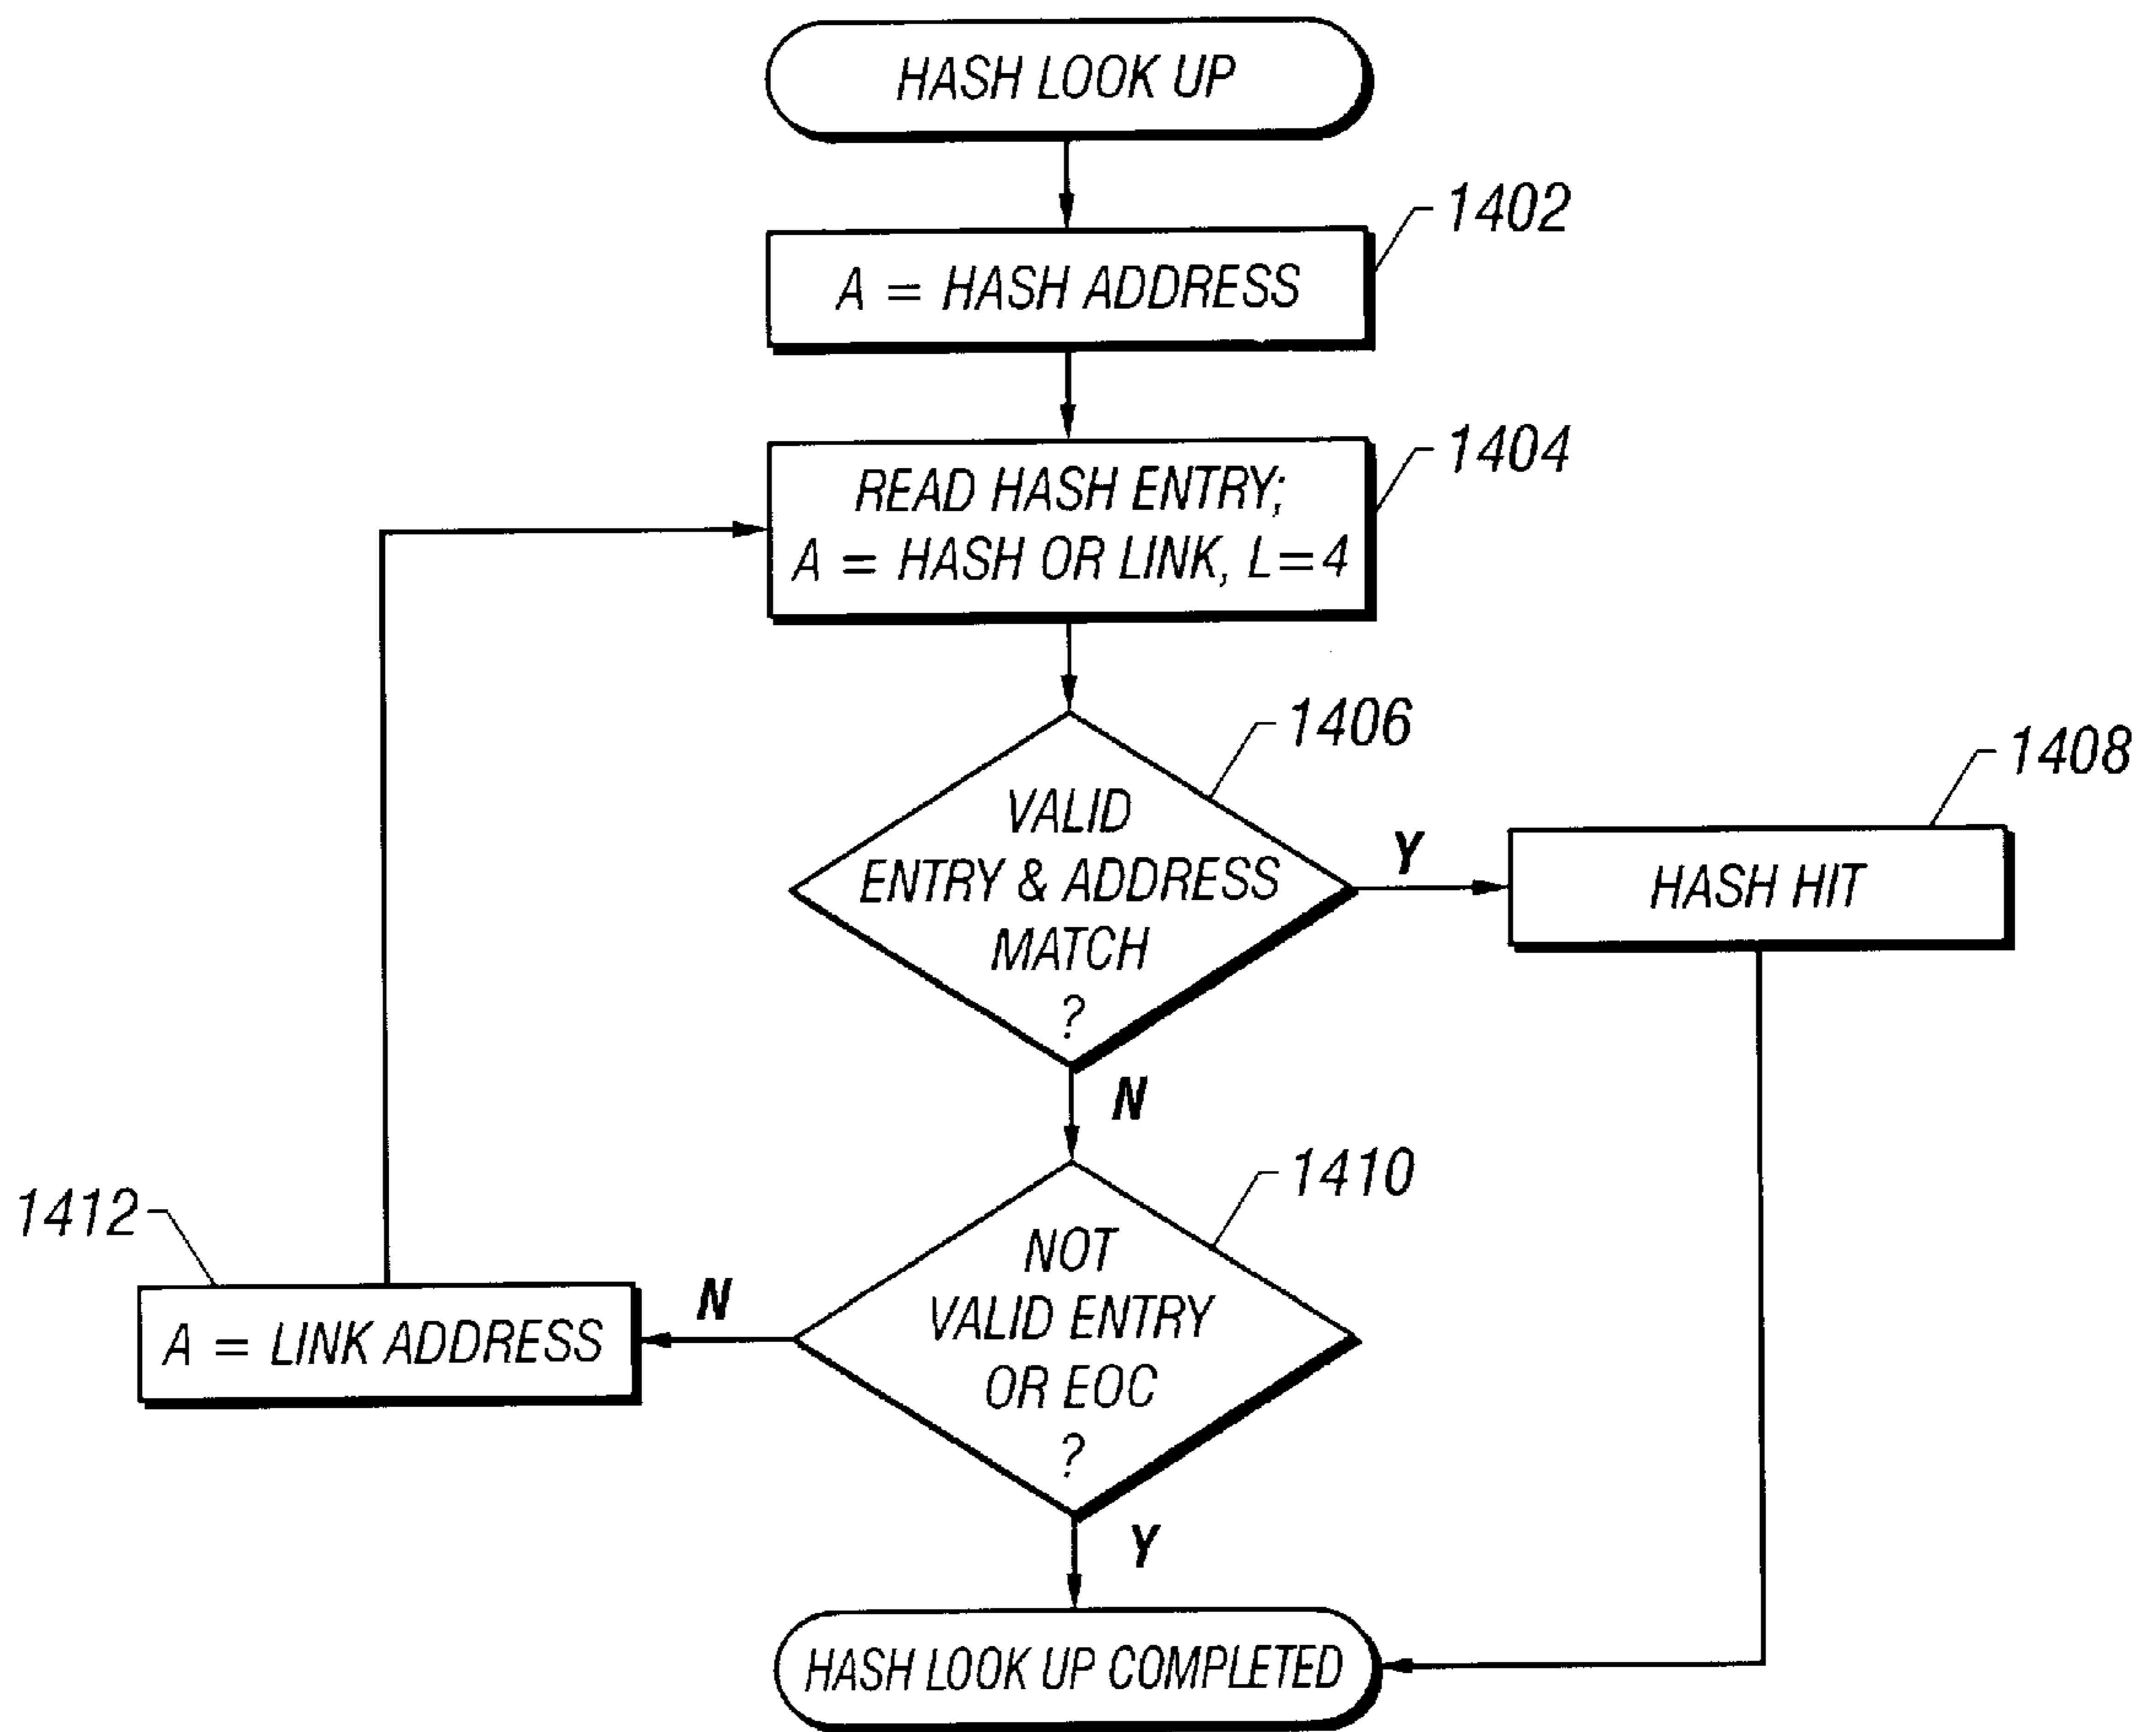 HASH LOOK UP
1402
A = HASH ADDRESS
1404
READ HASH ENTRY;
A = HASH OR LINK, L=4
1406
VALID
ENTRY & ADDRESS
MATCH
?
Y
1408
HASH HIT
N
1410
NOT
VALID ENTRY
OR EOC
?
N
1412
A = LINK ADDRESS
Y
HASH LOOK UP COMPLETED